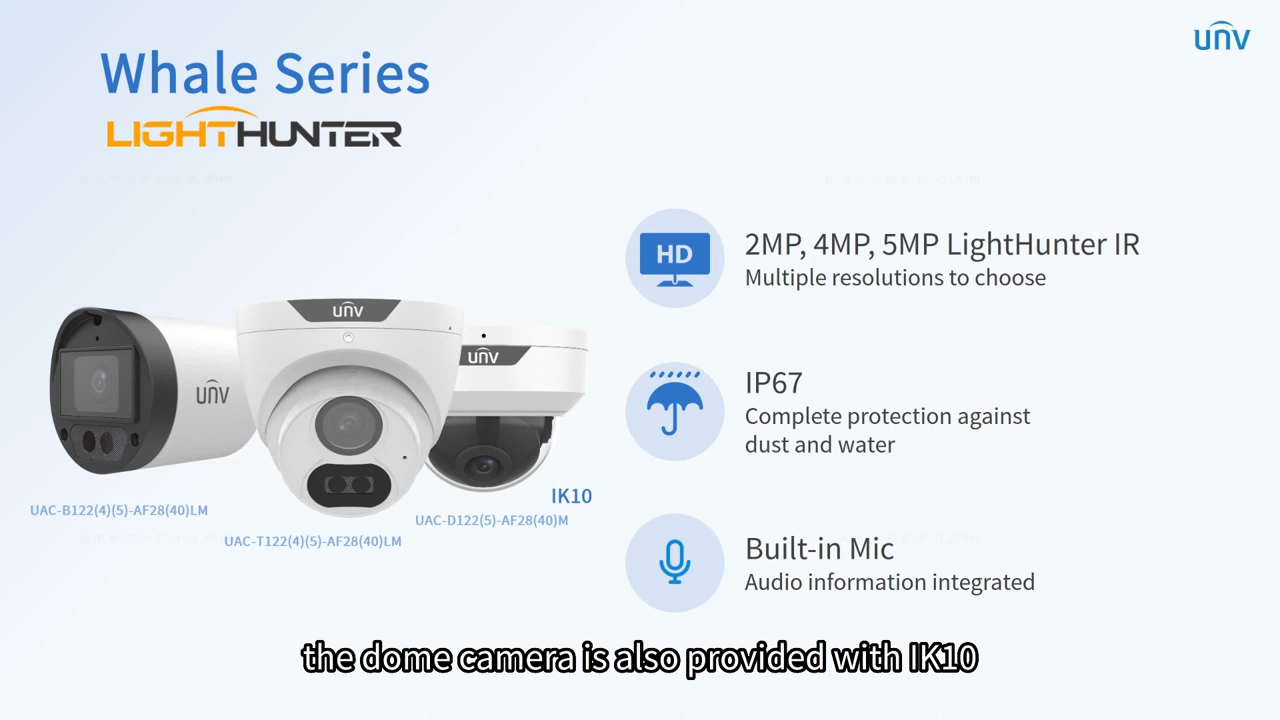 unv
Whale Series
LIGHTHUNTER
HD
2MP, 4MP, 5MP LightHunter IR
Multiple resolutions to choose
unv
unv
unv
IP67
Complete protection against
dust and water
IK10
UAC-B122(4)(5)-AF28(40)LM
UAC-D122(5)-AF28(40)M
UAC-T122(4)(5)-AF28(40)LM
Built-in Mic
Audio information integrated
the dome camera is also provided with IK10